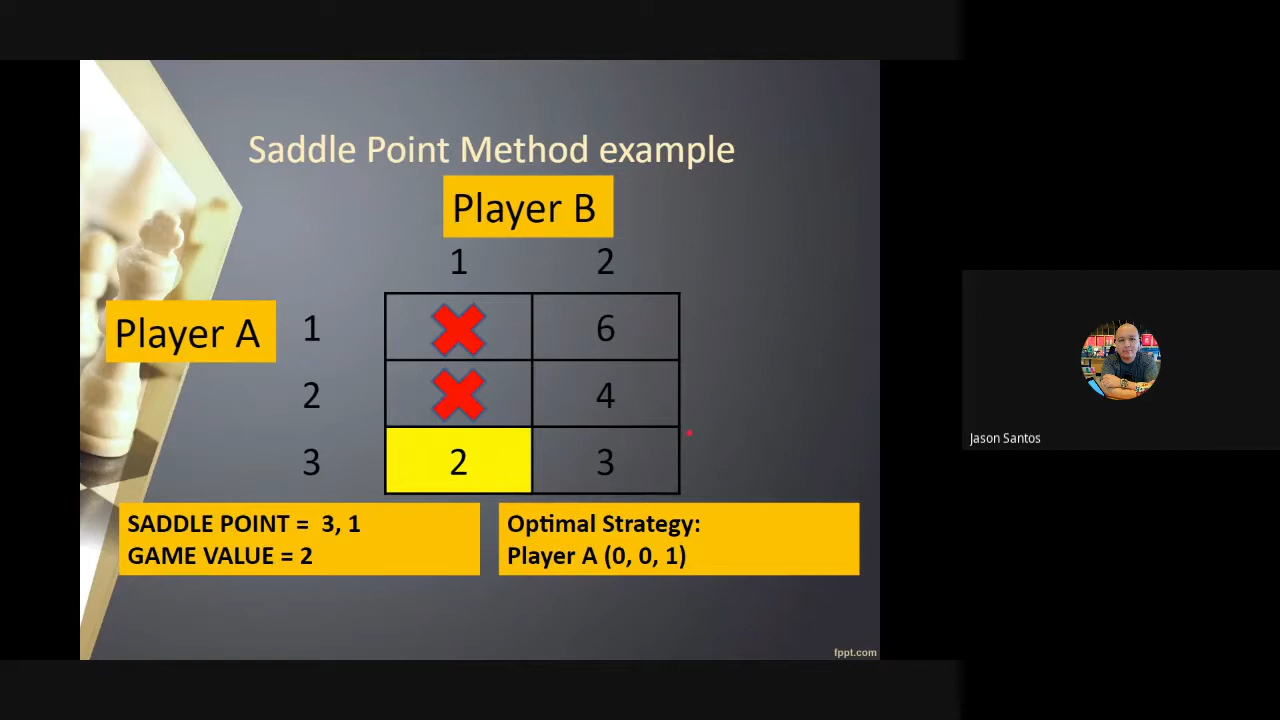 Saddle Point Method example
Player B
1 2
Player A 1 6
2 4
3 2 3
SADDLE POINT = 3, 1
GAME VALUE = 2
Optimal Strategy:
Player A (0, 0, 1)
fppt.com
Jason Santos